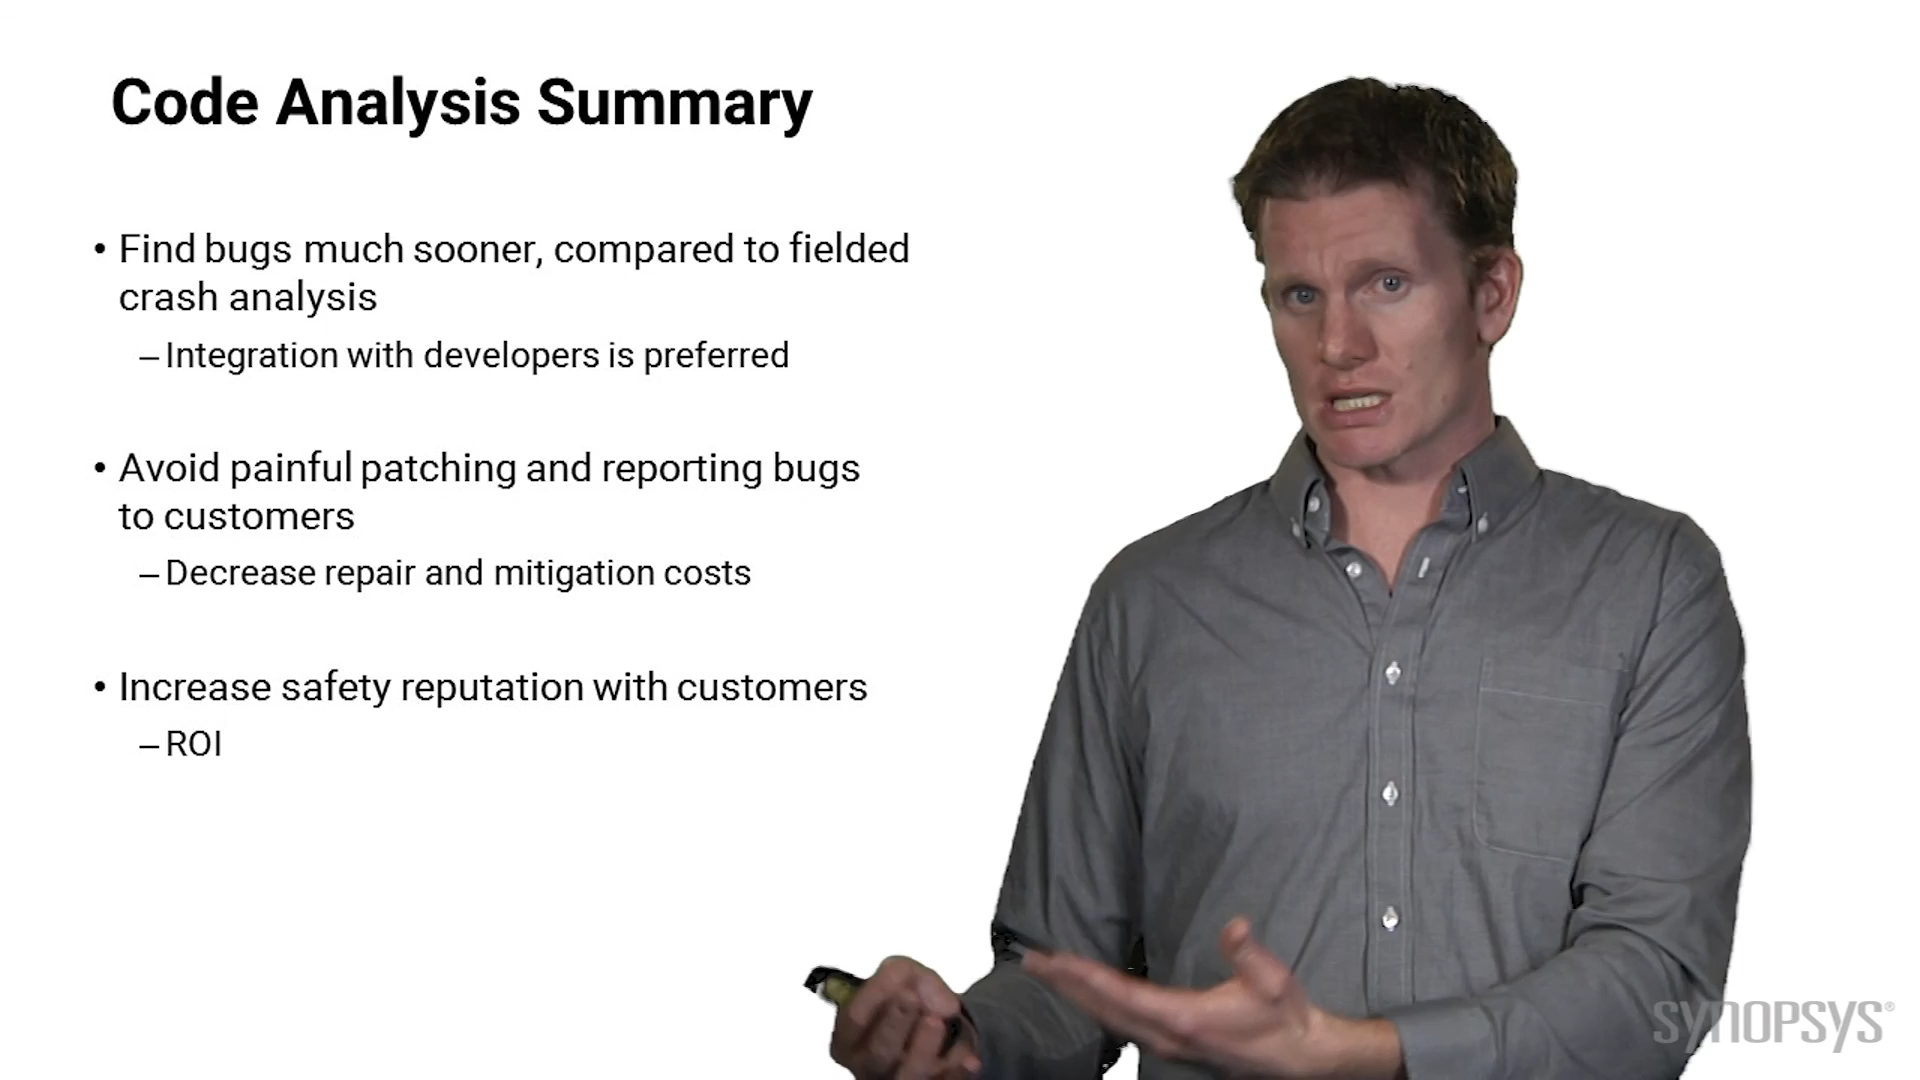 Code Analysis Summary
• Find bugs much sooner, compared to fielded
crash analysis
– Integration with developers is preferred
• Avoid painful patching and reporting bugs
to customers
– Decrease repair and mitigation costs
• Increase safety reputation with customers
– ROI
SYNOPSYS®